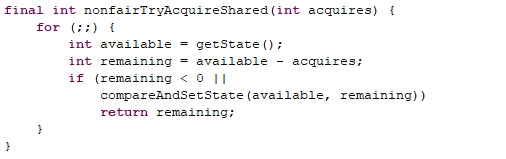 final int nonfairTryAcquireShared(int acquires) {
    for (;;) {
        int available = getState();
        int remaining = available - acquires;
        if (remaining < 0 ||
            compareAndSetState(available, remaining))
            return remaining;
    }
}